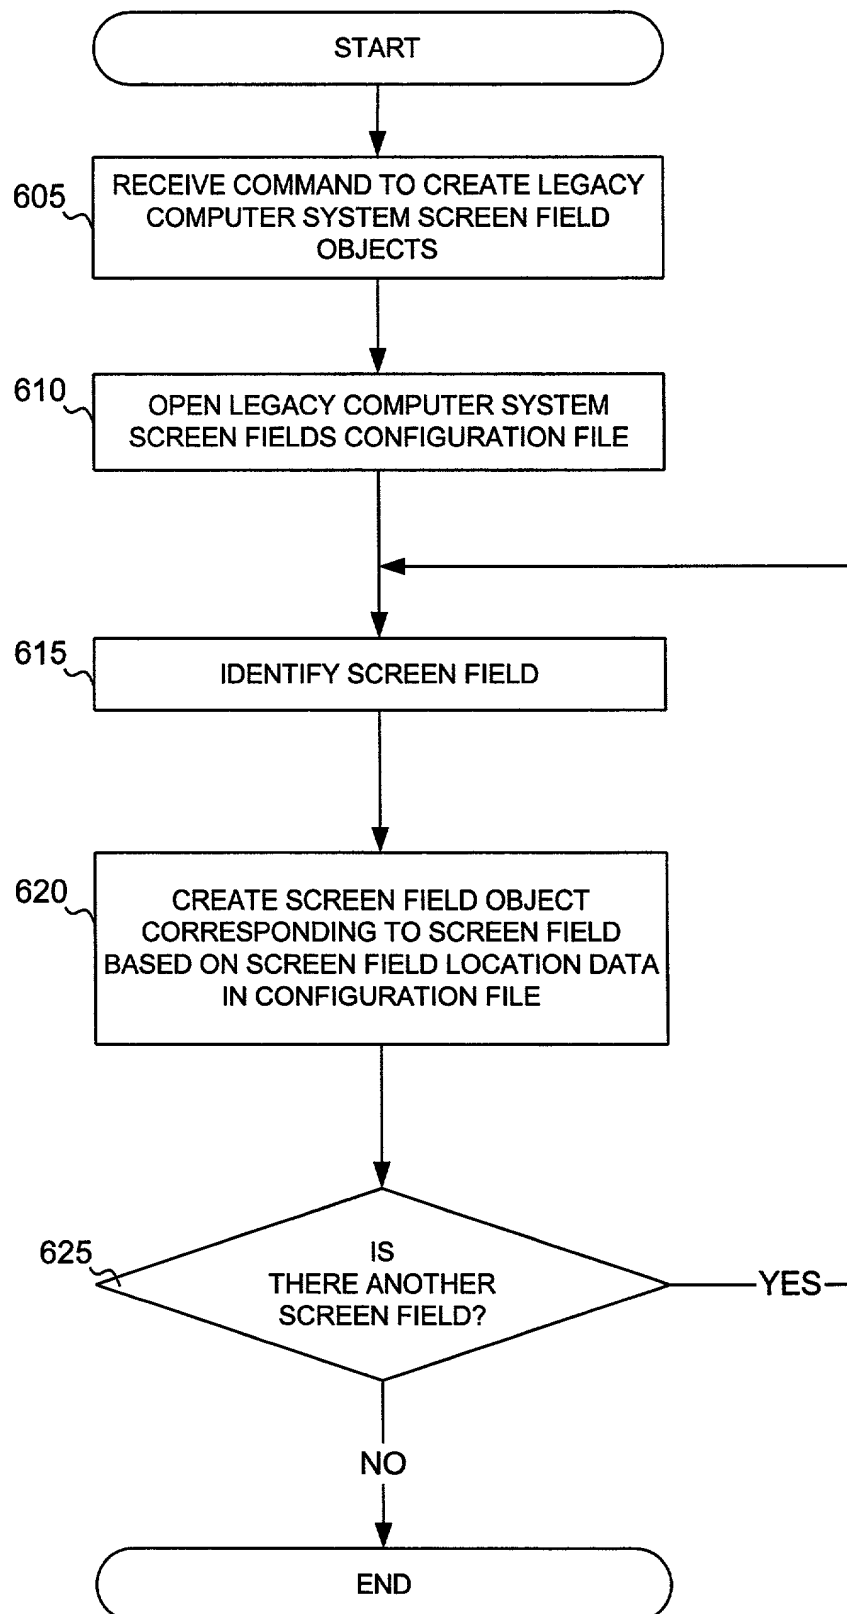 START
605
RECEIVE COMMAND TO CREATE LEGACY
COMPUTER SYSTEM SCREEN FIELD
OBJECTS
610
OPEN LEGACY COMPUTER SYSTEM
SCREEN FIELDS CONFIGURATION FILE
615
IDENTIFY SCREEN FIELD
620
CREATE SCREEN FIELD OBJECT
CORRESPONDING TO SCREEN FIELD
BASED ON SCREEN FIELD LOCATION DATA
IN CONFIGURATION FILE
625
IS
THERE ANOTHER
SCREEN FIELD?
YES
NO
END